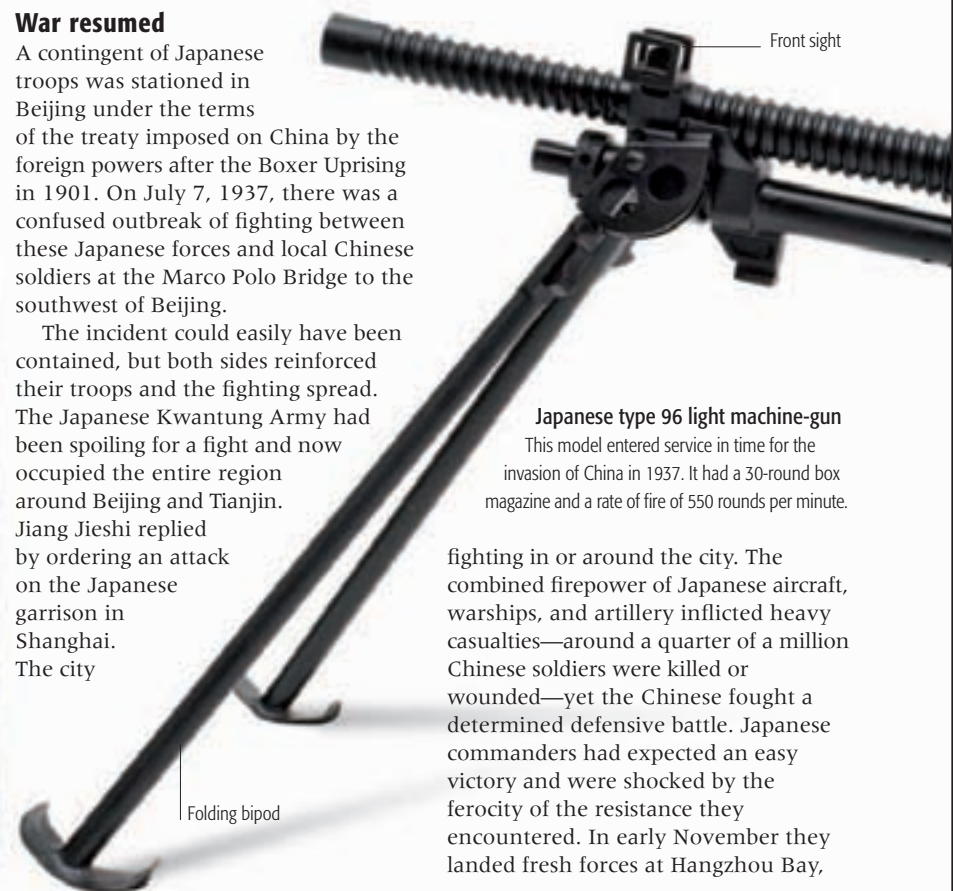 War resumed
A contingent of Japanese
troops was stationed in
Beijing under the terms
of the treaty imposed on China by the
foreign powers after the Boxer Uprising
in 1901. On July 7, 1937, there was a
confused outbreak of fighting between
these Japanese forces and local Chinese
soldiers at the Marco Polo Bridge to the
southwest of Beijing.
The incident could easily have been
contained, but both sides reinforced
their troops and the fighting spread.
The Japanese Kwantung Army had
been spoiling for a fight and now
occupied the entire region
around Beijing and Tianjin.
Jiang Jieshi replied
by ordering an attack
on the Japanese
garrison in
Shanghai.
The city
Front sight
Japanese type 96 light machine-gun
This model entered service in time for the
invasion of China in 1937. It had a 30-round box
magazine and a rate of fire of 550 rounds per minute.
Folding bipod
fighting in or around the city. The
combined firepower of Japanese aircraft,
warships, and artillery inflicted heavy
casualties—around a quarter of a million
Chinese soldiers were killed or
wounded—yet the Chinese fought a
determined defensive battle. Japanese
commanders had expected an easy
victory and were shocked by the
ferocity of the resistance they
encountered. In early November they
landed fresh forces at Hangzhou Bay,